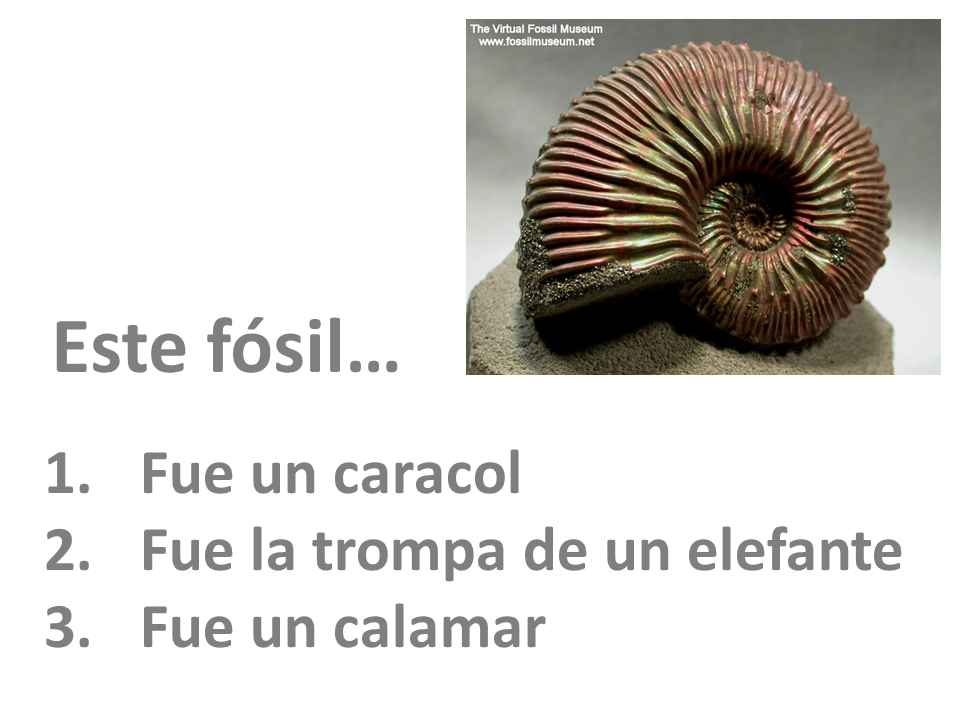 The Virtual Fossil Museum
www.fossilmuseum.net
Este fósil...
1. Fue un caracol
2. Fue la trompa de un elefante
3. Fue un calamar